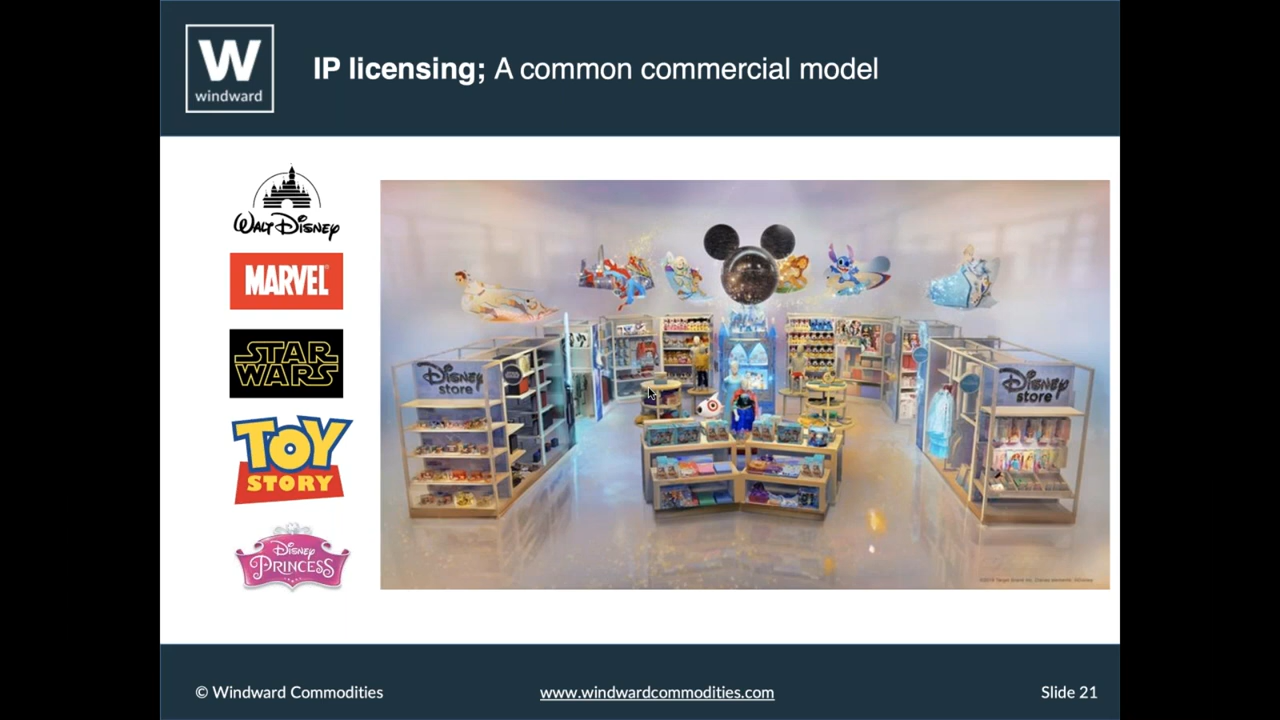 W
windward
IP licensing; A common commercial model
WALT DISNEY
MARVEL
STAR
WARS
TOY
STORY
DISNEY
PRINCESS
DISNEY
store
DISNEY
store
© Windward Commodities
www.windwardcommodities.com
Slide 21